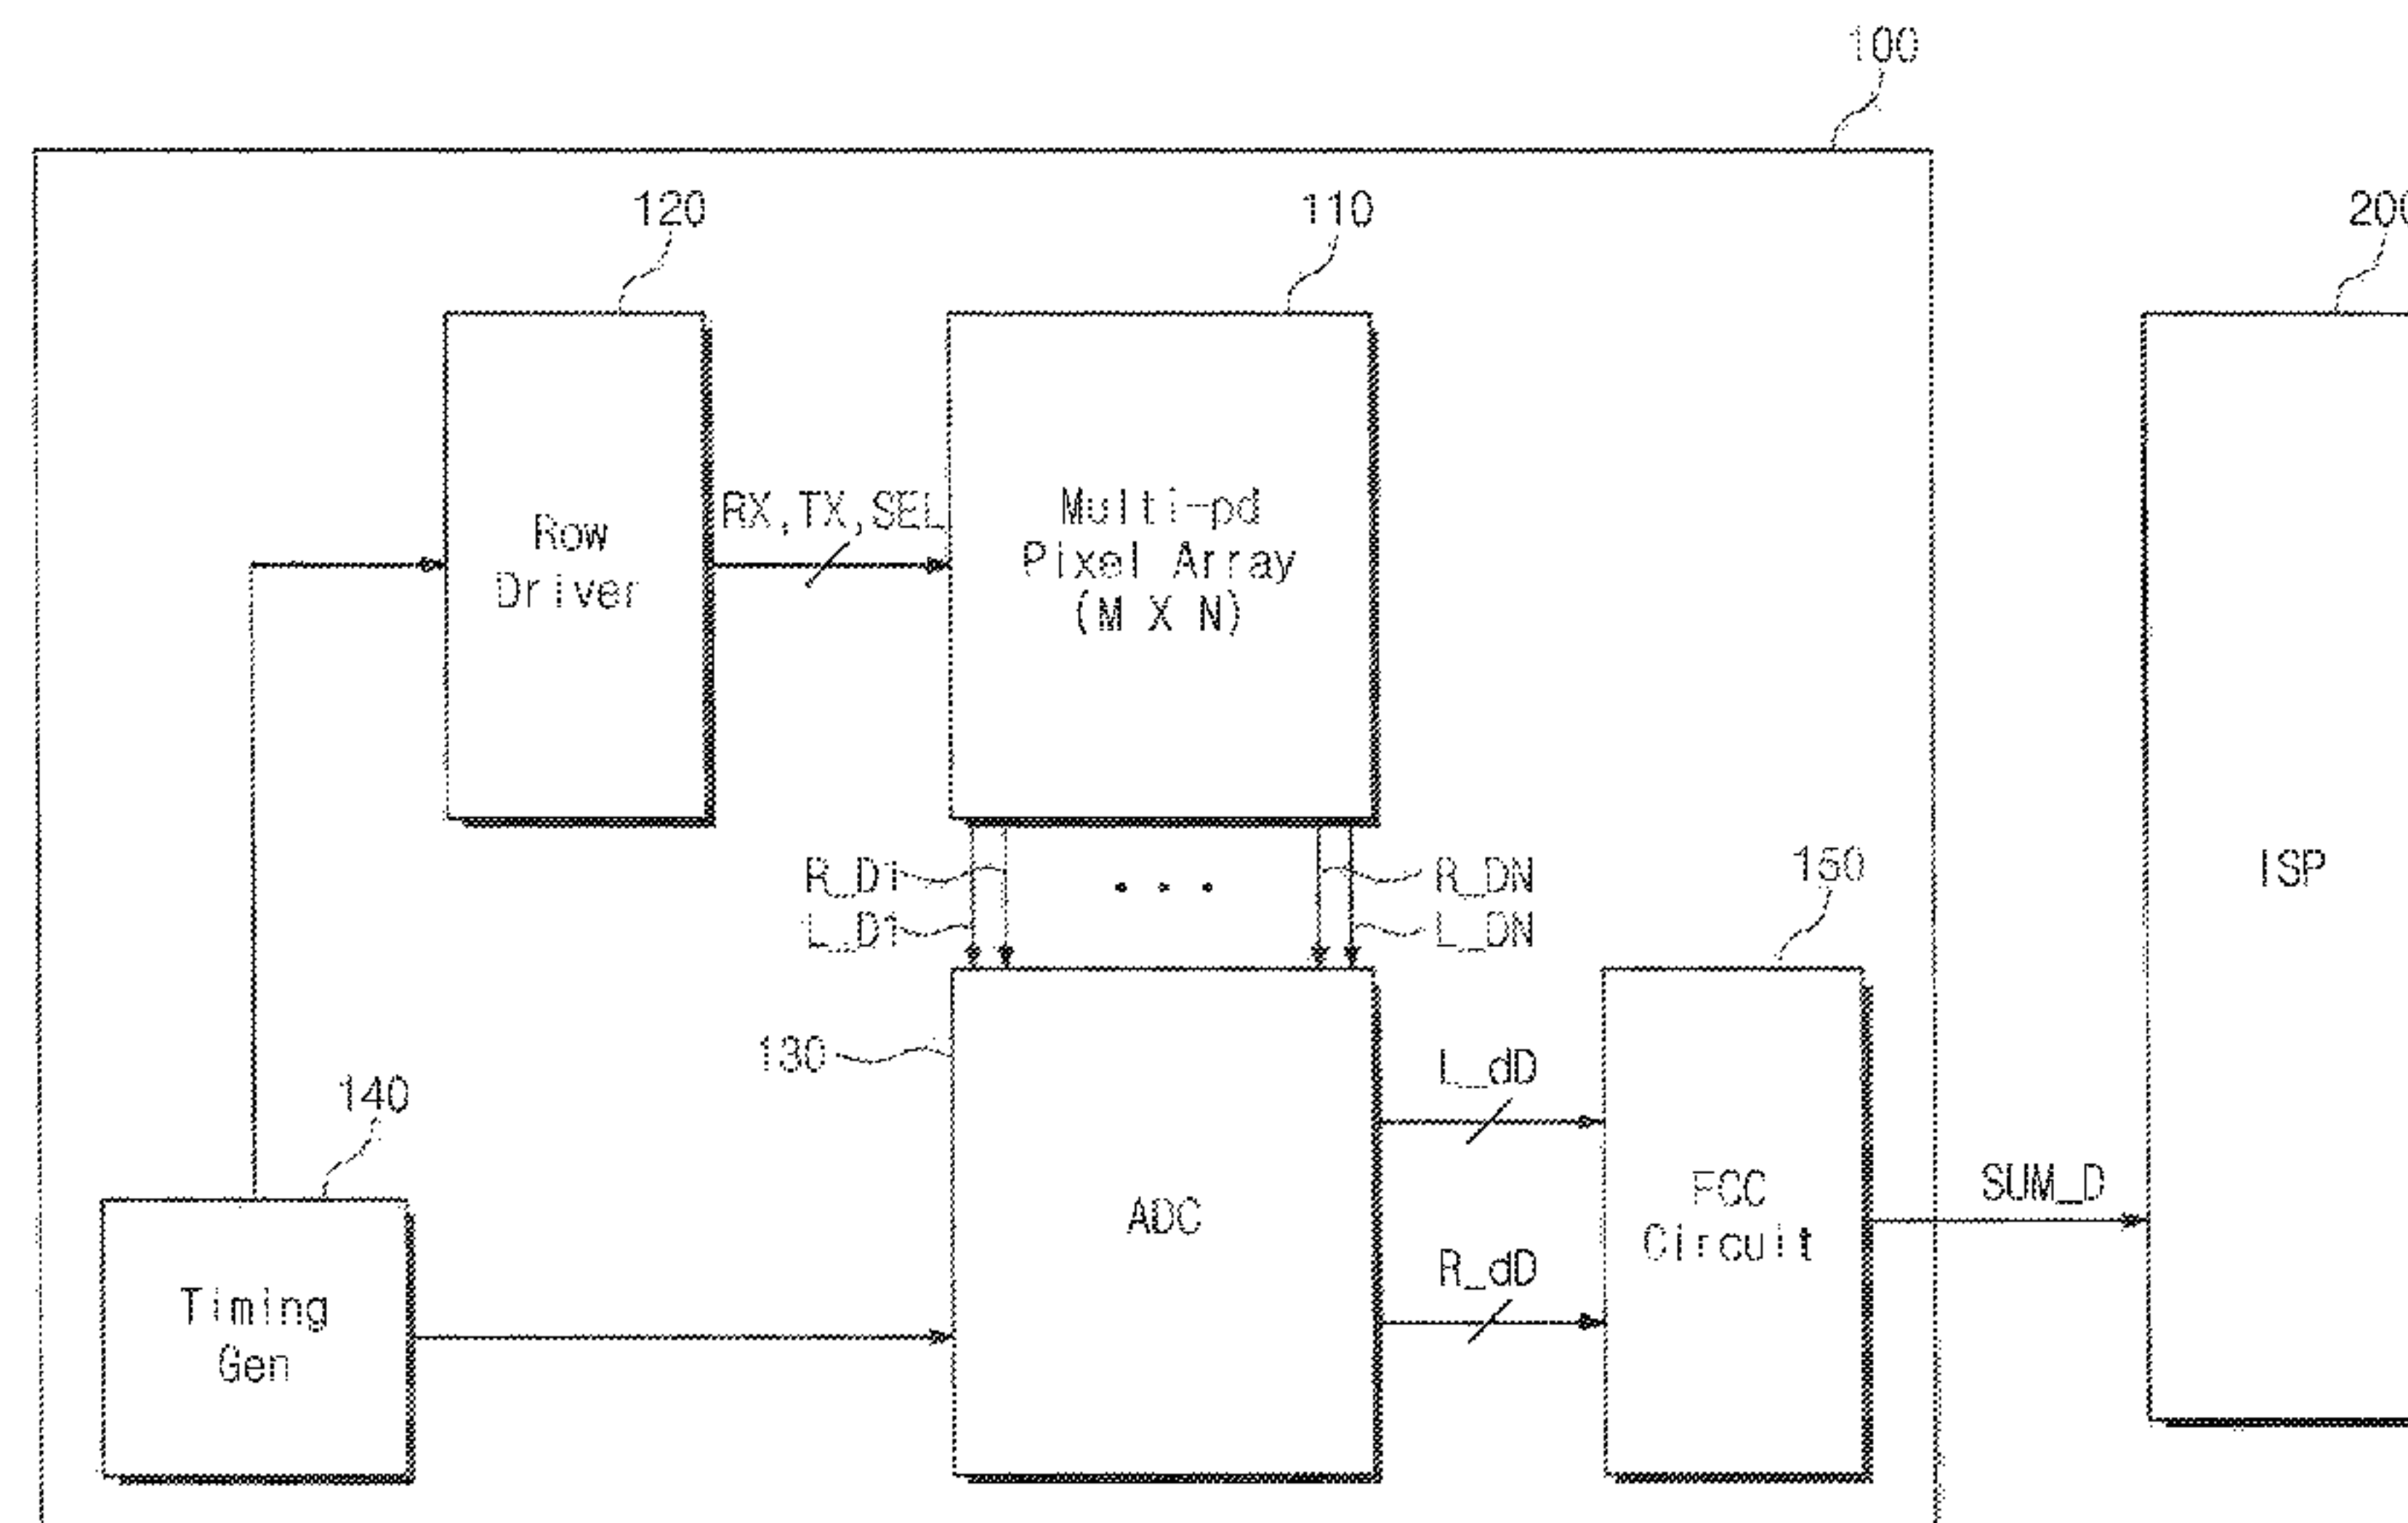 100
120
110
200
Row
Driver
RX,TX,SEL
Multi-pd
Pixel Array
(M X N)
R_D1
L_D1
R_DN
L_DN
150
ISP
130
140
L_dD
R_dD
ADC
FCC
Circuit
SUM_D
Timing
Gen